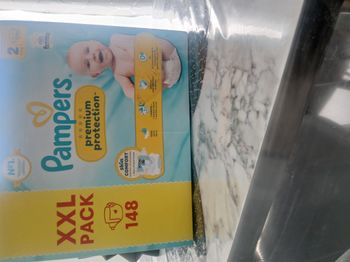 2
Pampers
premium
protection
skin
COMFORT
XXL
PACK
148